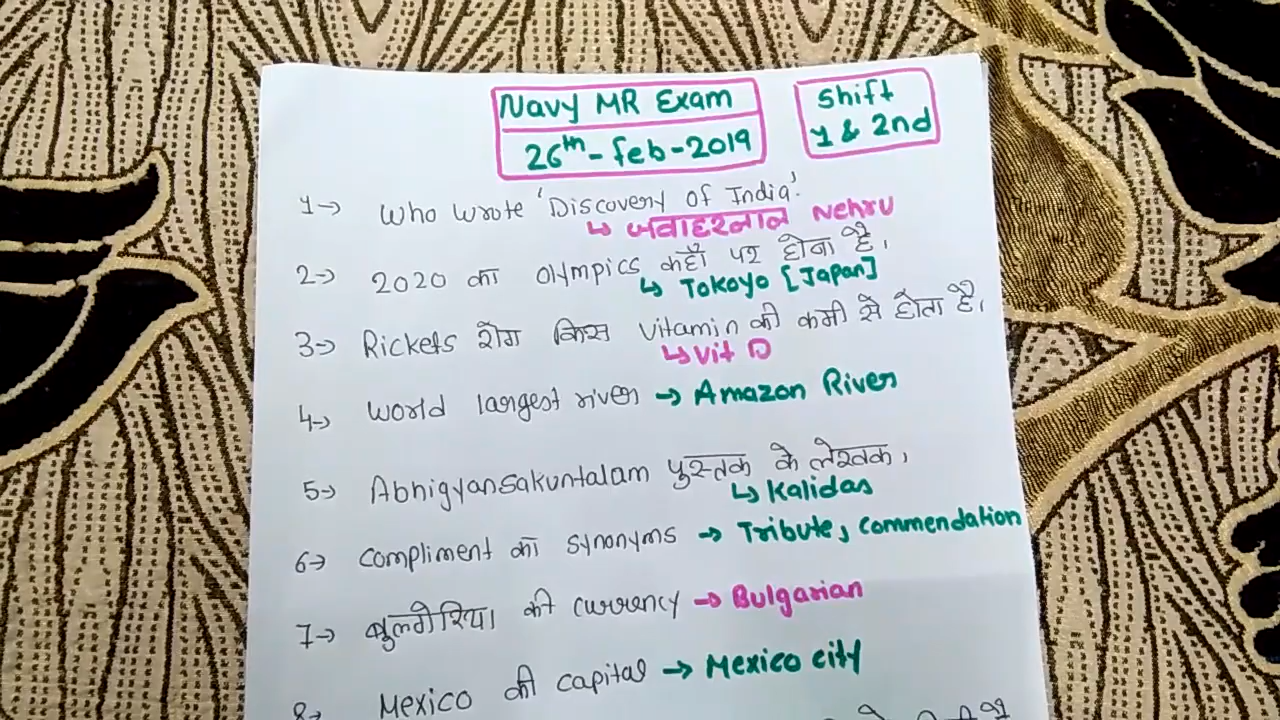 Navy MR Exam
26th-feb-2019
Shift
1 & 2nd
1→ Who wrote 'Discovery of India'.
↳ जवाहरलाल Nehru
2→ 2020 का Olympics कहाँ पर होना है।
↳ Tokoyo [Japan]
3→ Rickets रोग किस Vitamin की कमी से होता है।
↳ Vit D
4→ World largest river → Amazon River
5→ Abhigyansakuntalam पुस्तक के लेखक।
↳ Kalidas
6→ Compliment का synonyms → Tribute, commendation
7→ बुलगेरिया की currency → Bulgarian
8→ Mexico की capital → Mexico city